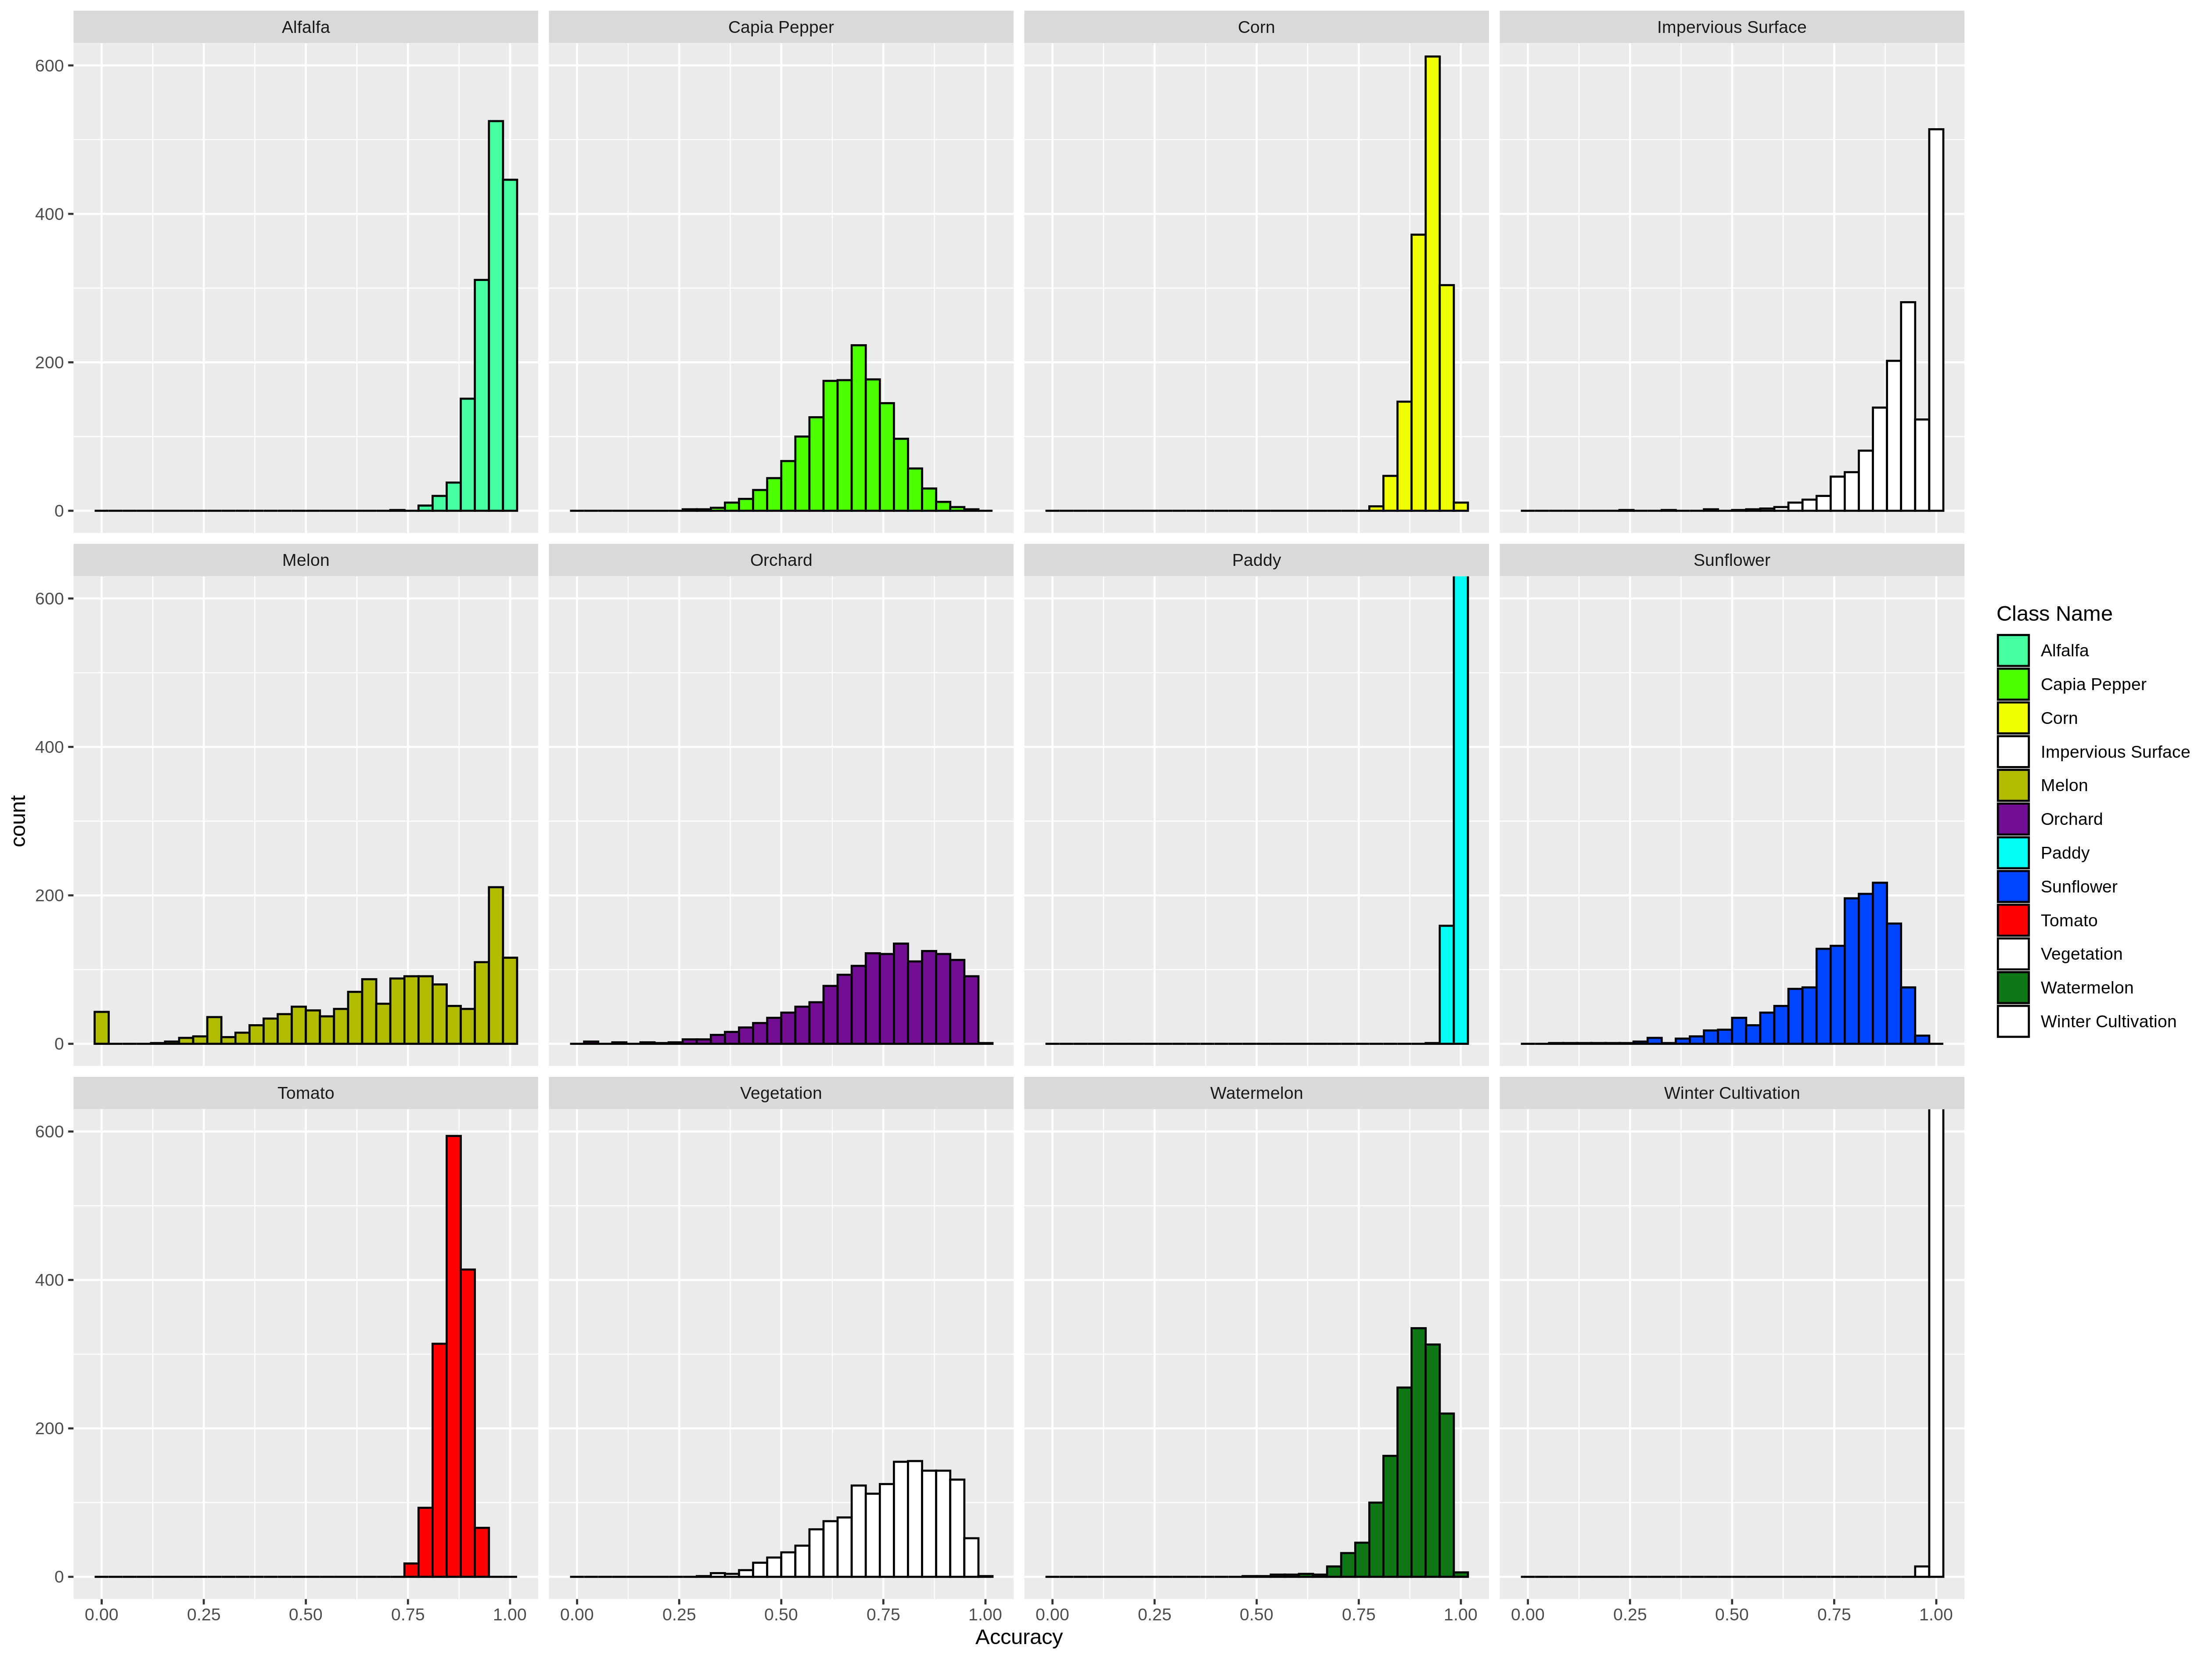 Alfalfa
Capia Pepper
Corn
Impervious Surface
600
400
200
0
Melon
Orchard
Paddy
Sunflower
600
400
200
0
Tomato
Vegetation
Watermelon
Winter Cultivation
600
400
200
0
0.00 0.25 0.50 0.75 1.00
0.00 0.25 0.50 0.75 1.00
0.00 0.25 0.50 0.75 1.00
0.00 0.25 0.50 0.75 1.00
Accuracy
count
Class Name
Alfalfa
Capia Pepper
Corn
Impervious Surface
Melon
Orchard
Paddy
Sunflower
Tomato
Vegetation
Watermelon
Winter Cultivation